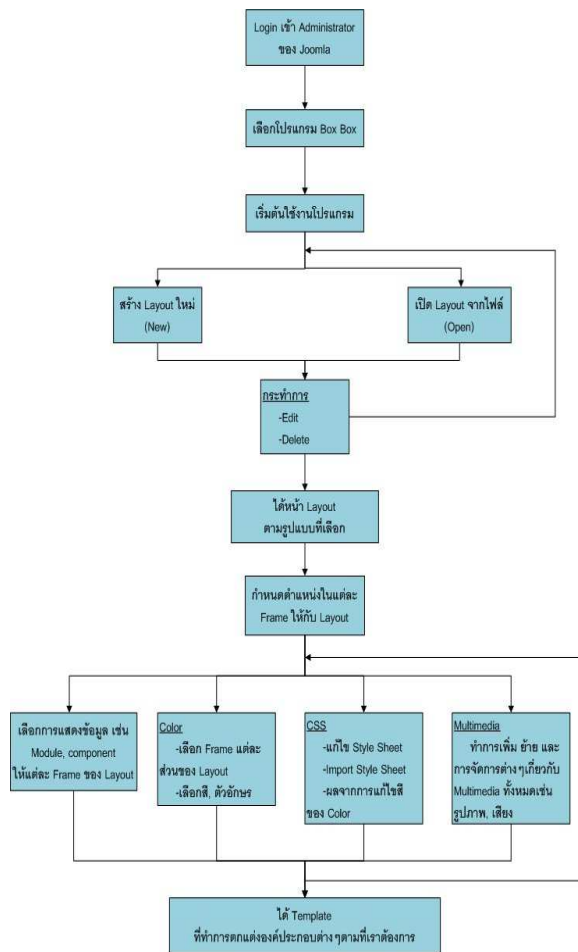 Login เข้า Administrator
ของ Joomla
เลือกโปรแกรม Box Box
เริ่มต้นใช้งานโปรแกรม
สร้าง Layout ใหม่
(New)
เปิด Layout จากไฟล์
(Open)
กระทำการ
-Edit
-Delete
ได้หน้า Layout
ตามรูปแบบที่เลือก
กำหนดตำแหน่งในแต่ละ
Frame ให้กับ Layout
เลือกการแสดงข้อมูล เช่น
Module, component
ให้แต่ละ Frame ของ Layout
Color
-เลือก Frame แต่ละ
ส่วนของ Layout
-เลือกสี, ตัวอักษร
CSS
-แก้ไข Style Sheet
-Import Style Sheet
-ผลจากการแก้ไขสี
ของ Color
Multimedia
ทำการเพิ่ม ย้าย และ
การจัดการต่างๆเกี่ยวกับ
Multimedia ทั้งหมดเช่น
รูปภาพ, เสียง
ได้ Template
ที่ทำการตกแต่งองค์ประกอบต่างๆตามที่เราต้องการ